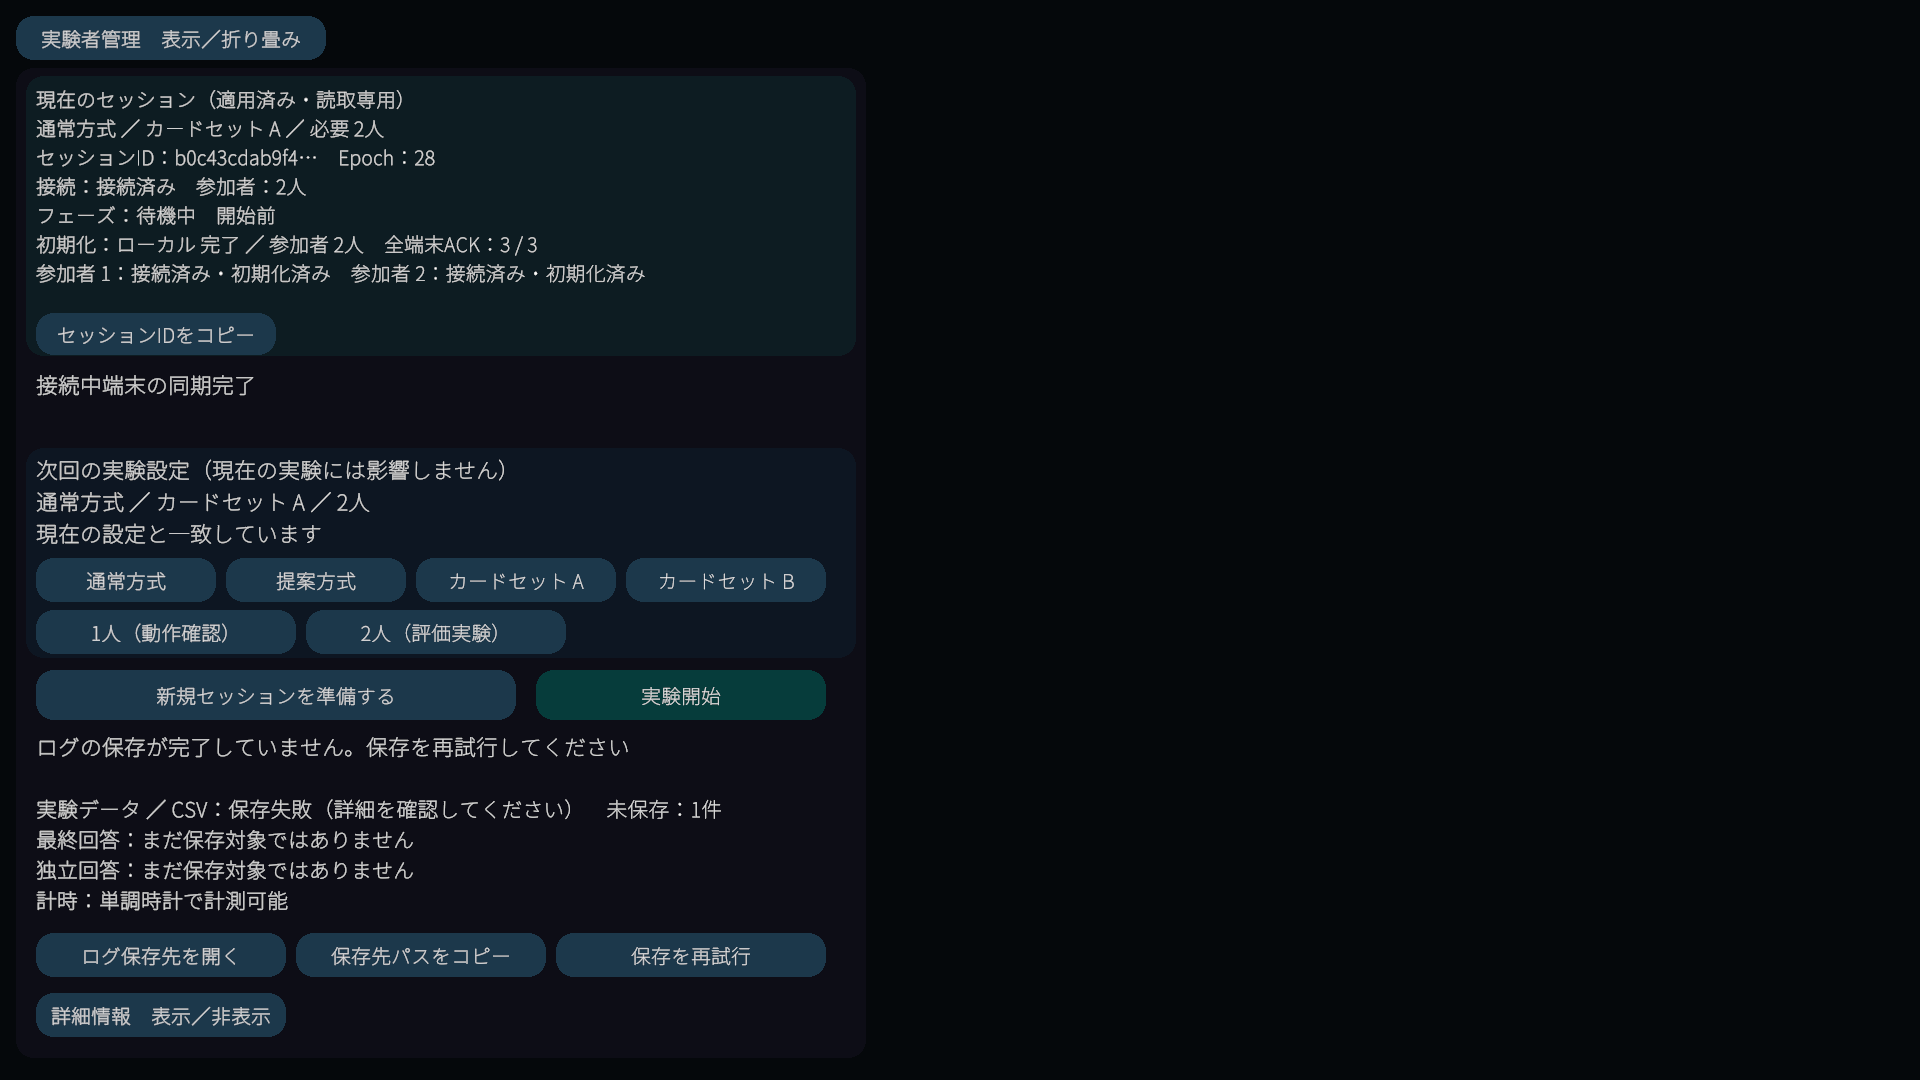 実験者管理　表示／折り畳み
現在のセッション（適用済み・読取専用）
通常方式 ／ カードセット A ／ 必要 2人
セッションID：b0c43cdab9f4…　Epoch：28
接続：接続済み　参加者：2人
フェーズ：待機中　開始前
初期化：ローカル 完了 ／ 参加者 2人　全端末ACK：3 / 3
参加者 1：接続済み・初期化済み　参加者 2：接続済み・初期化済み
セッションIDをコピー
接続中端末の同期完了
次回の実験設定（現在の実験には影響しません）
通常方式 ／ カードセット A ／ 2人
現在の設定と一致しています
通常方式　提案方式　カードセット A　カードセット B
1人（動作確認）　2人（評価実験）
新規セッションを準備する　実験開始
ログの保存が完了していません。保存を再試行してください
実験データ ／ CSV：保存失敗（詳細を確認してください）　未保存：1件
最終回答：まだ保存対象ではありません
独立回答：まだ保存対象ではありません
計時：単調時計で計測可能
ログ保存先を開く　保存先パスをコピー　保存を再試行
詳細情報　表示／非表示